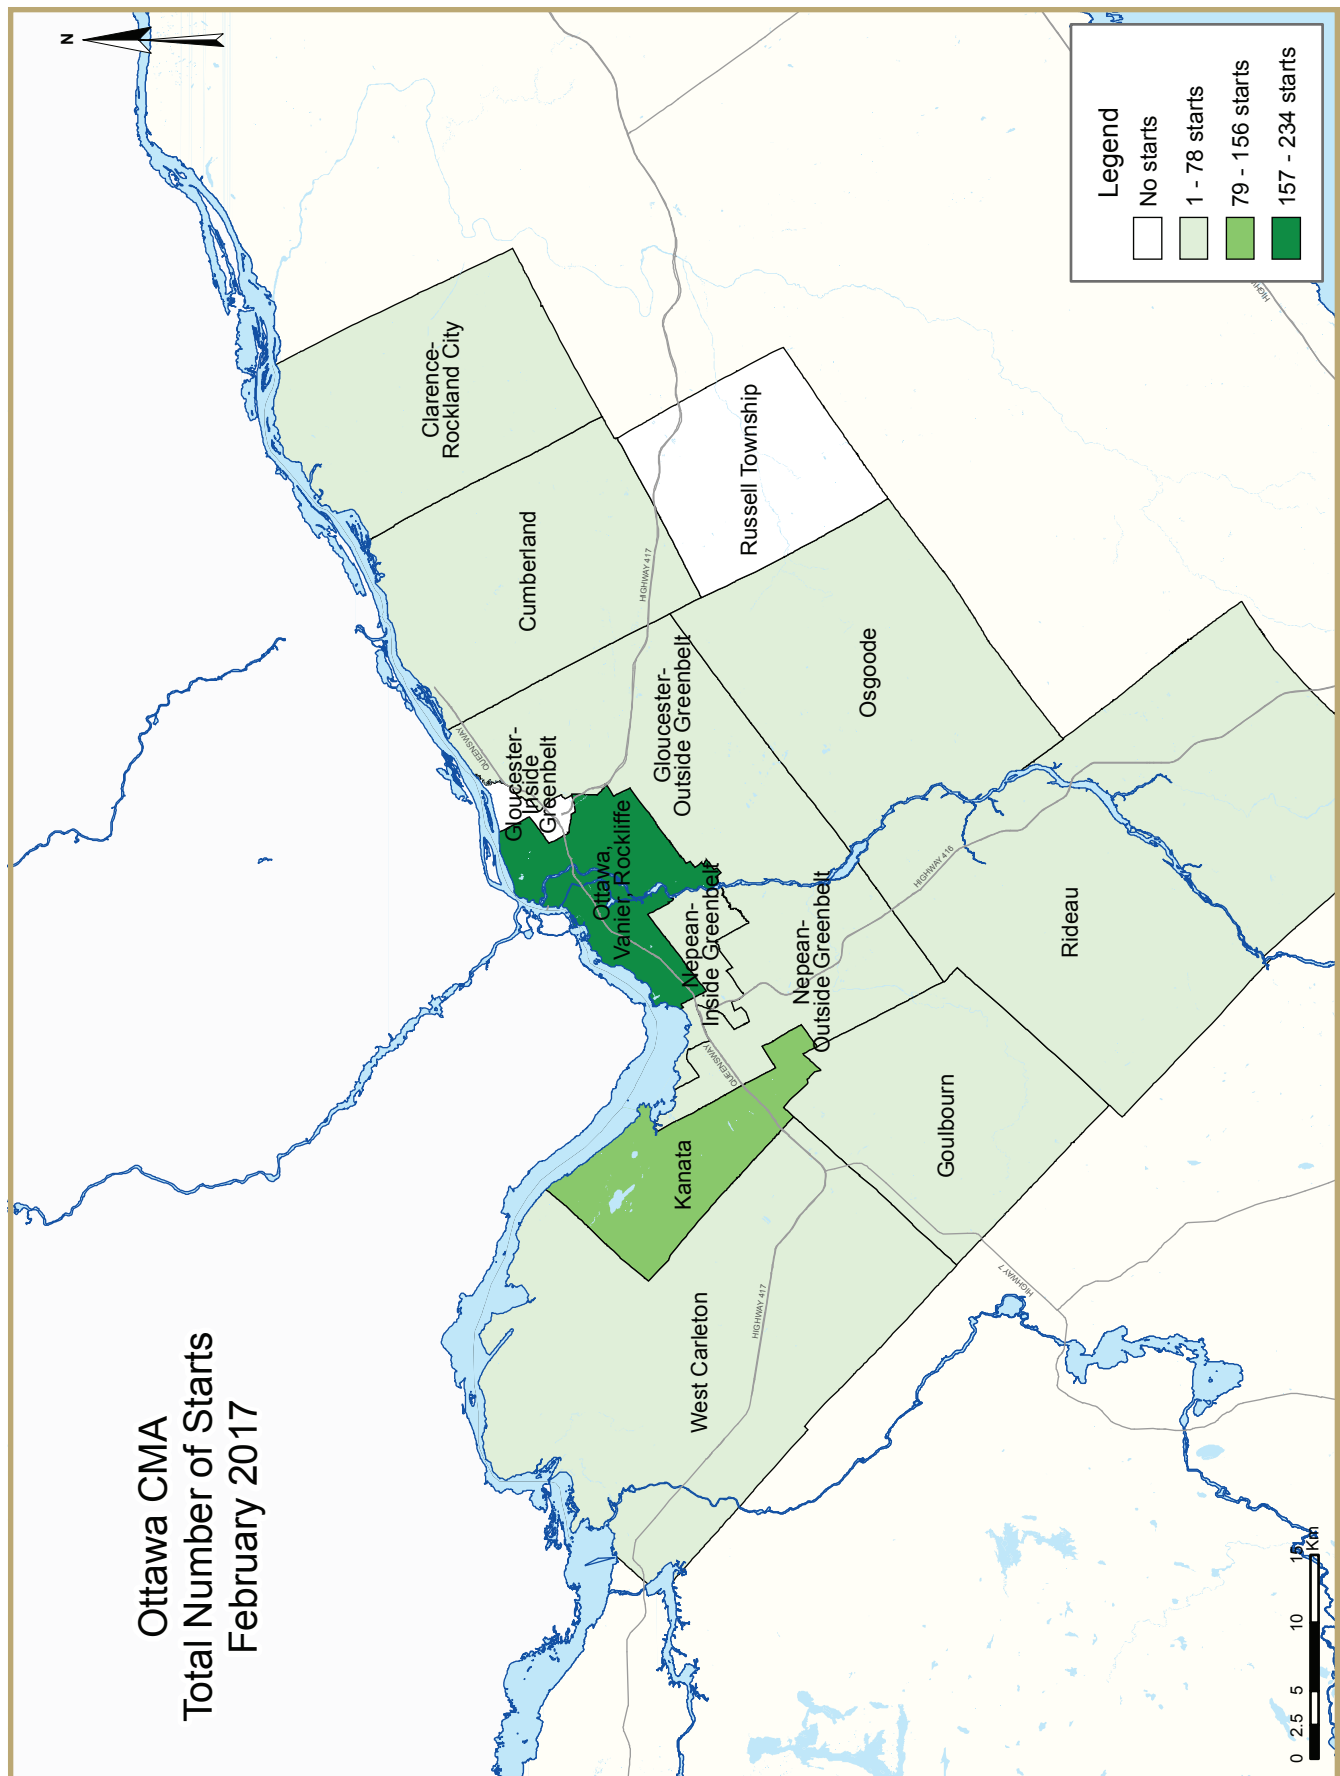 Ottawa CMA
Total Number of Starts
February 2017
N
Legend
No starts
1 - 78 starts
79 - 156 starts
157 - 234 starts
Clarence-
Rockland City
Cumberland
Russell Township
HIGHWAY 417
QUEENSWAY
Gloucester-
Inside
Greenbelt
Gloucester-
Outside Greenbelt
Osgoode
Ottawa,
Vanier, Rockliffe
Nepean-
Inside Greenbelt
Nepean-
Outside Greenbelt
HIGHWAY 416
Rideau
QUEENSWAY
Kanata
Goulbourn
West Carleton
HIGHWAY 417
HIGHWAY 7
0 2.5 5 10 15
Km